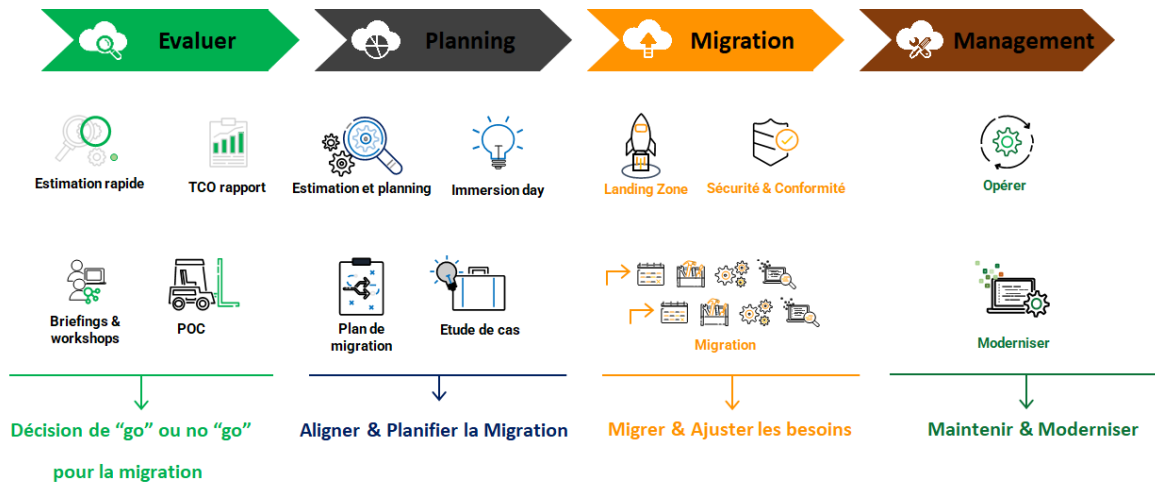 Evaluer
Planning
Migration
Management
Estimation rapide
TCO rapport
Estimation et planning
Immersion day
Landing Zone
Sécurité & Conformité
Opérer
Briefings &
workshops
POC
Plan de
migration
Etude de cas
Migration
Moderniser
Décision de “go” ou no “go”
pour la migration
Aligner & Planifier la Migration
Migrer & Ajuster les besoins
Maintenir & Moderniser